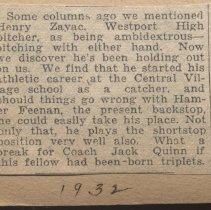 Some columns ago we mentioned
Henry Zayac, Westport High
pitcher, as being ambidextrous—
pitching with either hand. Now
we discover he's been holding out
on us. We find that he started his
athletic career at the Central Vil-
lage school as a catcher, and
should things go wrong with Ham-
mer Feenan, the present backstop,
he could easily take his place. Not
only that, he plays the shortstop
position very well also. What a
break for Coach Jack Quinn if
this fellow had been-born triplets.
1932